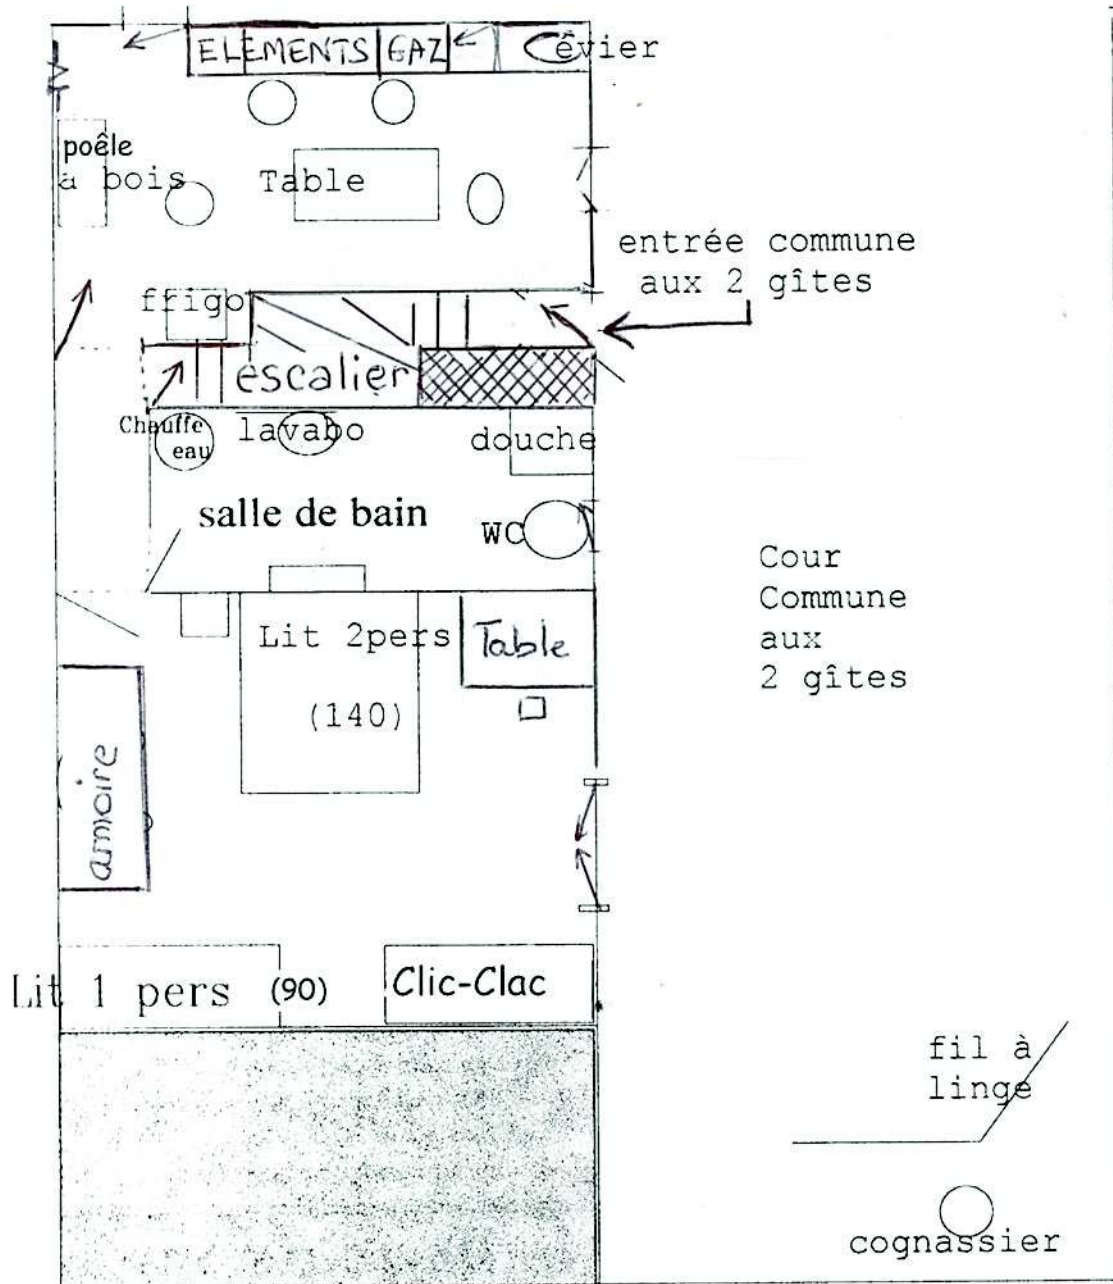 ELEMENTS GAZ évier
poêle
à bois
Table
entrée commune
aux 2 gîtes
frigo
escalier
Chauffe
eau
lavabo
douche
salle de bain
WC
Cour
Commune
aux
2 gîtes
Lit 2pers
(140)
Table
armoire
Lit 1 pers (90)
Clic-Clac
fil à
linge
cognassier